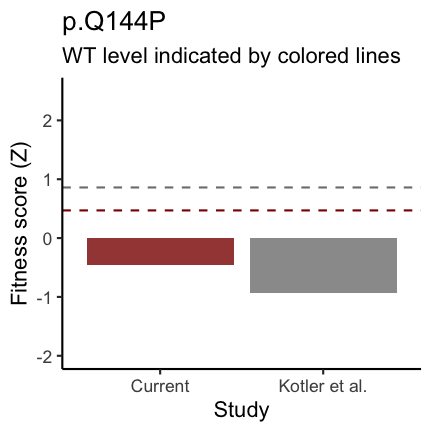 p.Q144P
WT level indicated by colored lines
Fitness score (Z)
2
1
0
-1
-2
Current
Kotler et al.
Study